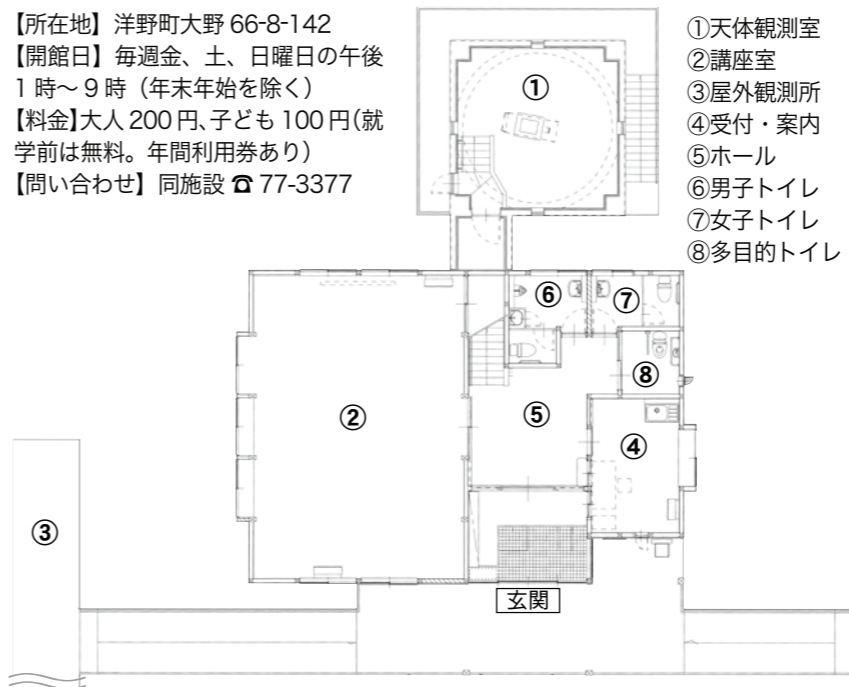 【所在地】洋野町大野 66-8-142
【開館日】毎週金、土、日曜日の午後
1 時～ 9 時（年末年始を除く）
【料金】大人 200 円、子ども 100 円（就
学前は無料。年間利用券あり）
【問い合わせ】同施設 ☎ 77-3377
①天体観測室
②講座室
③屋外観測所
④受付・案内
⑤ホール
⑥男子トイレ
⑦女子トイレ
⑧多目的トイレ
①
⑥
⑦
⑧
②
⑤
④
③
玄関